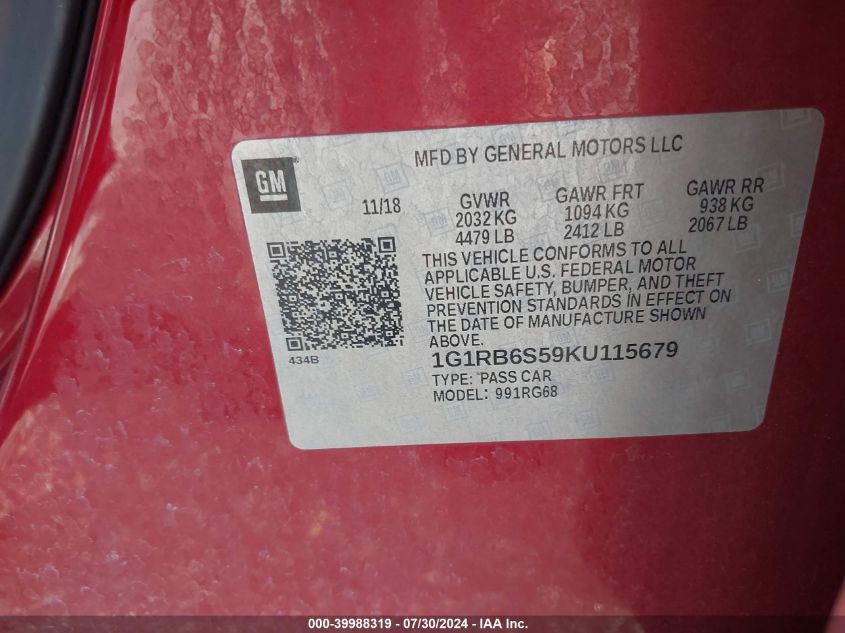 MFD BY GENERAL MOTORS LLC
GM
11/18
GVWR
2032 KG
4479 LB
GAWR FRT
1094 KG
2412 LB
GAWR RR
938 KG
2067 LB
THIS VEHICLE CONFORMS TO ALL
APPLICABLE U.S. FEDERAL MOTOR
VEHICLE SAFETY, BUMPER, AND THEFT
PREVENTION STANDARDS IN EFFECT ON
THE DATE OF MANUFACTURE SHOWN
ABOVE.
434B
1G1RB6S59KU115679
TYPE: PASS CAR
MODEL: 991RG68
000-39988319 / 07/30/2024 - IAA Inc.